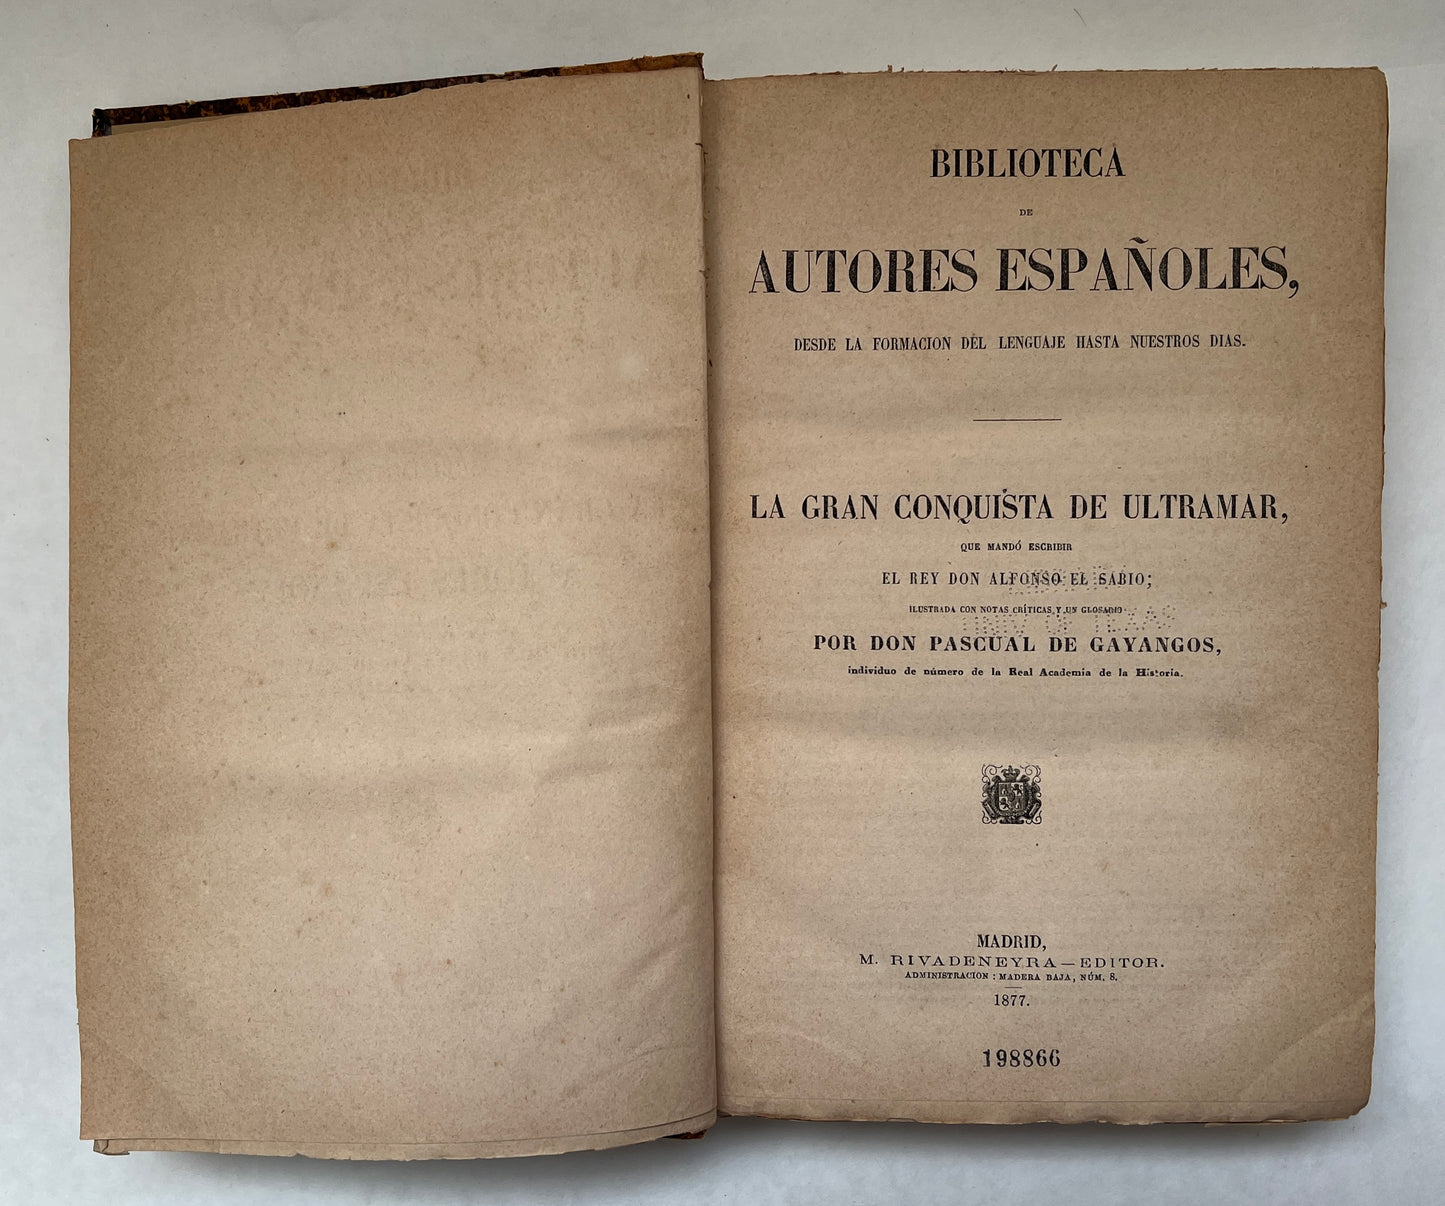 BIBLIOTECA
DE
AUTORES ESPAÑOLES,
DESDE LA FORMACION DEL LENGUAJE HASTA NUESTROS DIAS.
LA GRAN CONQUISTA DE ULTRAMAR,
QUE MANDÓ ESCRIBIR
EL REY DON ALFONSO EL SABIO;
ILUSTRADA CON NOTAS CRÍTICAS Y UN GLOSARIO
UNIV OF TEXAS
POR DON PASCUAL DE GAYANGOS,
individuo de número de la Real Academia de la Historia.
MADRID,
M. RIVADENEYRA—EDITOR.
ADMINISTRACION : MADERA BAJA, NÚM. 8.
1877.
198866